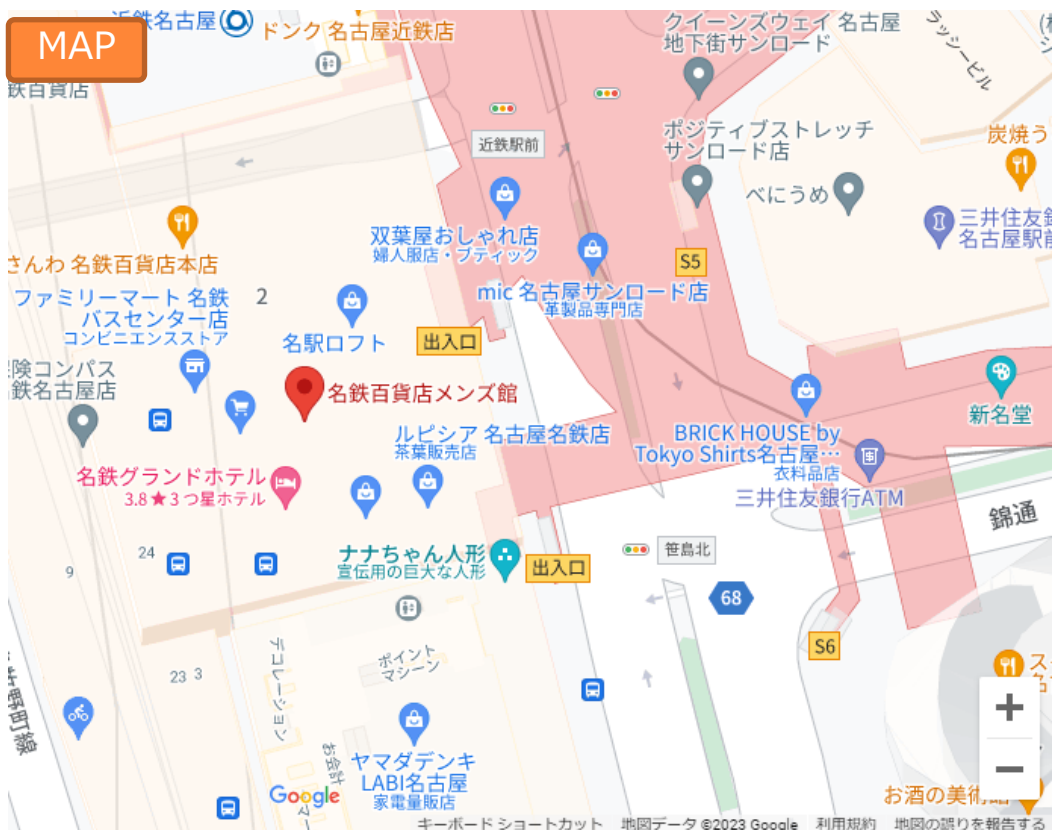 MAP
近鉄名古屋
ドンク 名古屋近鉄店
鉄百貨店
クイーンズウェイ 名古屋
地下街サンロード
ラッシービル
近鉄駅前
ポジティブストレッチ
サンロード店
炭焼う
べにうめ
三井住友銀
名古屋駅前
双葉屋おしゃれ店
婦人服店・ブティック
さんわ 名鉄百貨店本店
S5
mic 名古屋サンロード店
革製品専門店
ファミリーマート 名鉄
バスセンター店
コンビニエンスストア
2
名駅ロフト
出入口
険コンパス
鉄名古屋店
名鉄百貨店メンズ館
新名堂
ルピシア 名古屋名鉄店
茶葉販売店
BRICK HOUSE by
Tokyo Shirts名古屋…
衣料品店
三井住友銀行ATM
名鉄グランドホテル
3.8★3 つ星ホテル
錦通
24
9
ナナちゃん人形
宣伝用の巨大な人形
出入口
笹島北
68
S6
デコレーション
ポイント
マシーン
23
3
ヤマダデンキ
LABI名古屋
家電量販店
お会計
Google
お酒の美術館
キーボード ショートカット
地図データ ©2023 Google
利用規約
地図の誤りを報告する